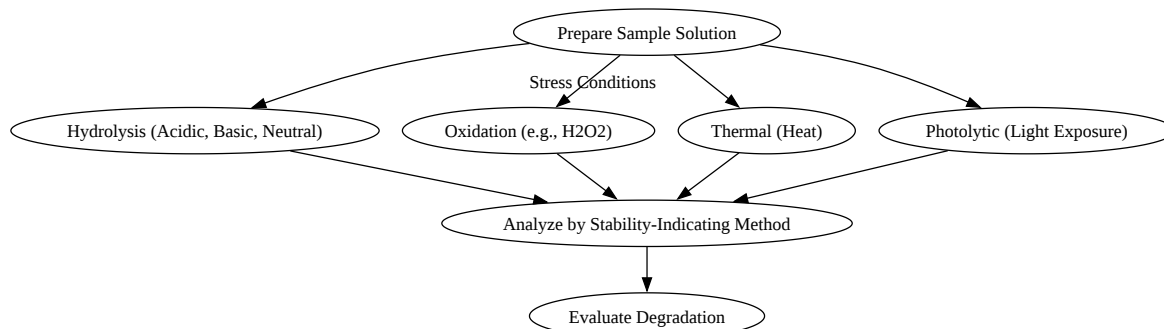 Prepare Sample Solution
Stress Conditions
Hydrolysis (Acidic, Basic, Neutral)
Oxidation (e.g., H2O2)
Thermal (Heat)
Photolytic (Light Exposure)
Analyze by Stability-Indicating Method
Evaluate Degradation